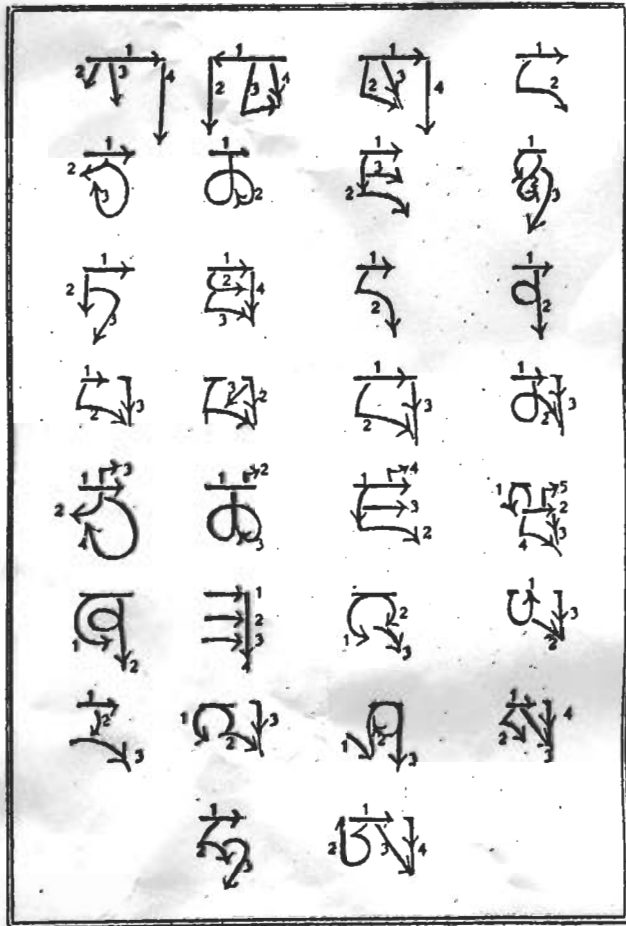 ཀ ཁ ག ང
ཅ ཆ ཇ ཉ
ཏ ཐ ད ན
པ ཕ བ མ
ཙ ཚ ཛ ཝ
ཞ ཟ འ ཡ
ར ལ ཤ ས
ཧ ཨ